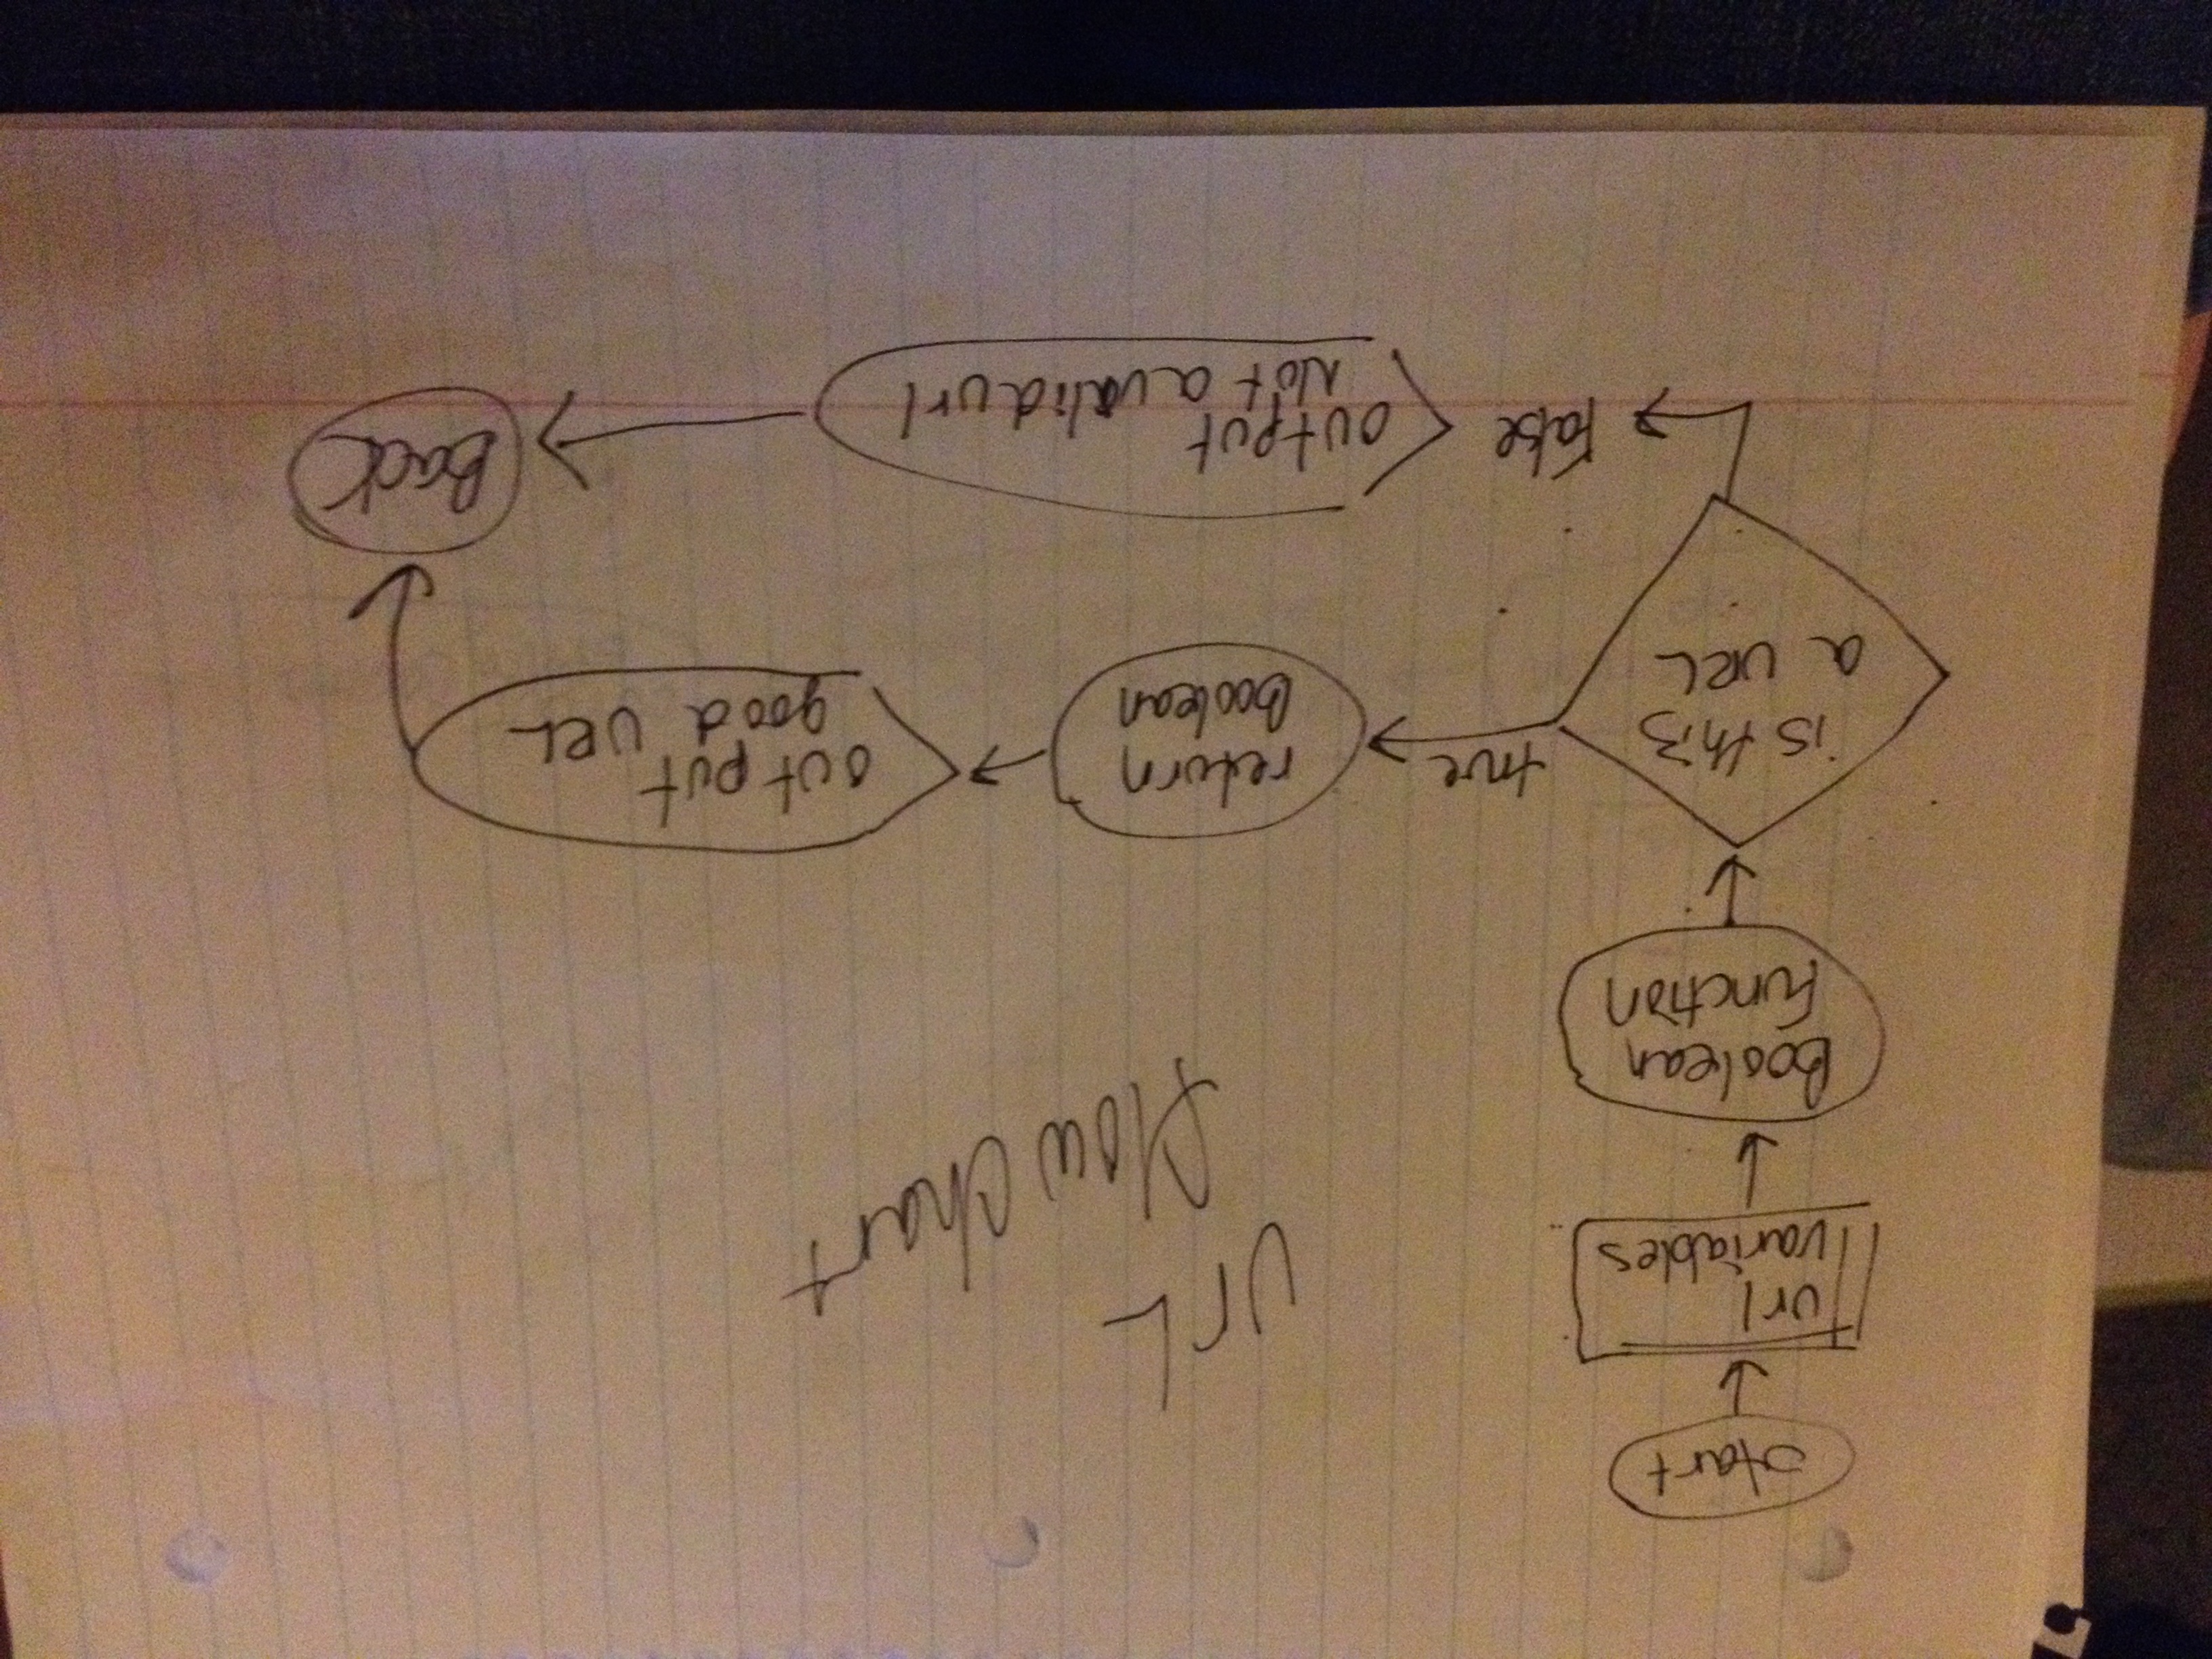 URL
Flow Chart
start
url
variables
Boolean
Function
is this
a URL
true
return
Boolean
output
good URL
False
output
Not a valid url
Back